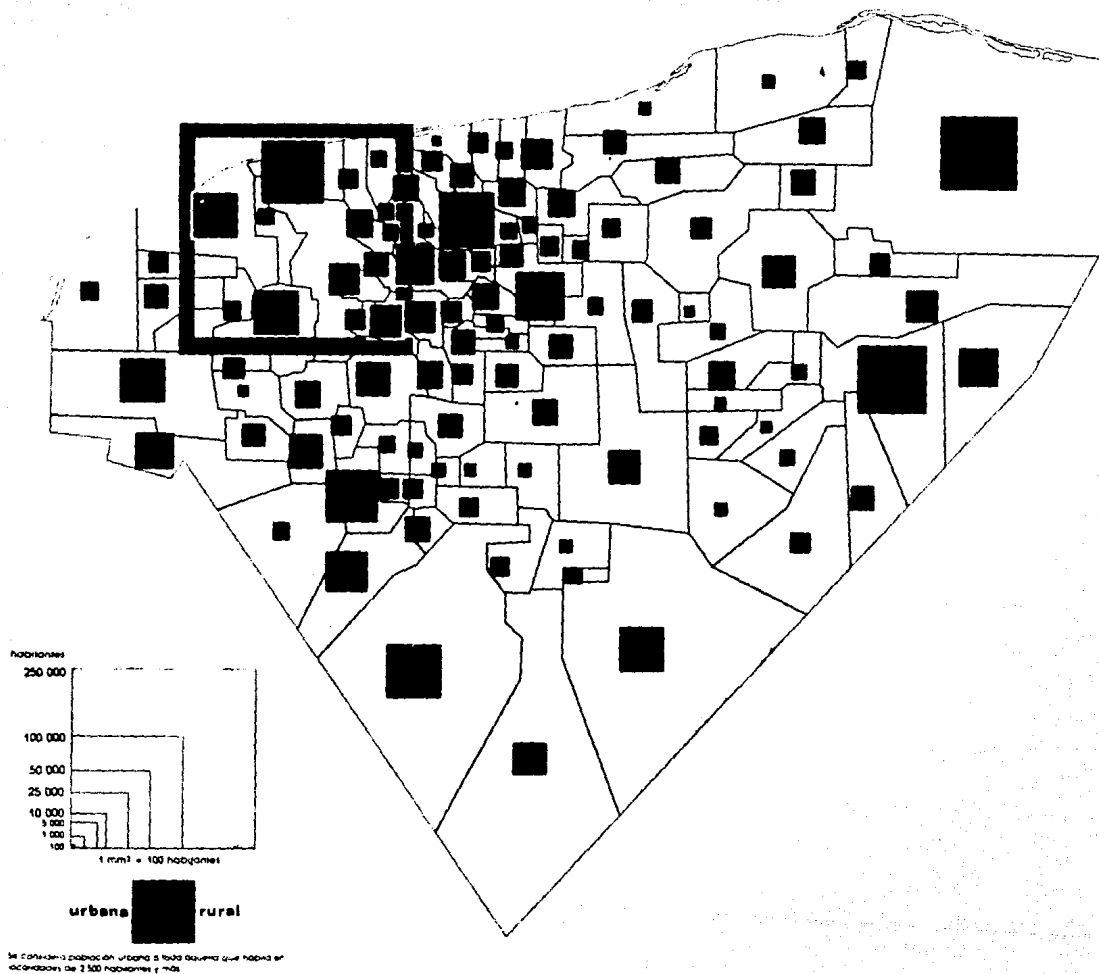 habitantes
250 000
100 000
50 000
25 000
10 000
5 000
1 000
100
1 mm² = 100 habitantes
urbana rural
Se considera población urbana a toda aquella que habita en
localidades de 2 500 habitantes y más